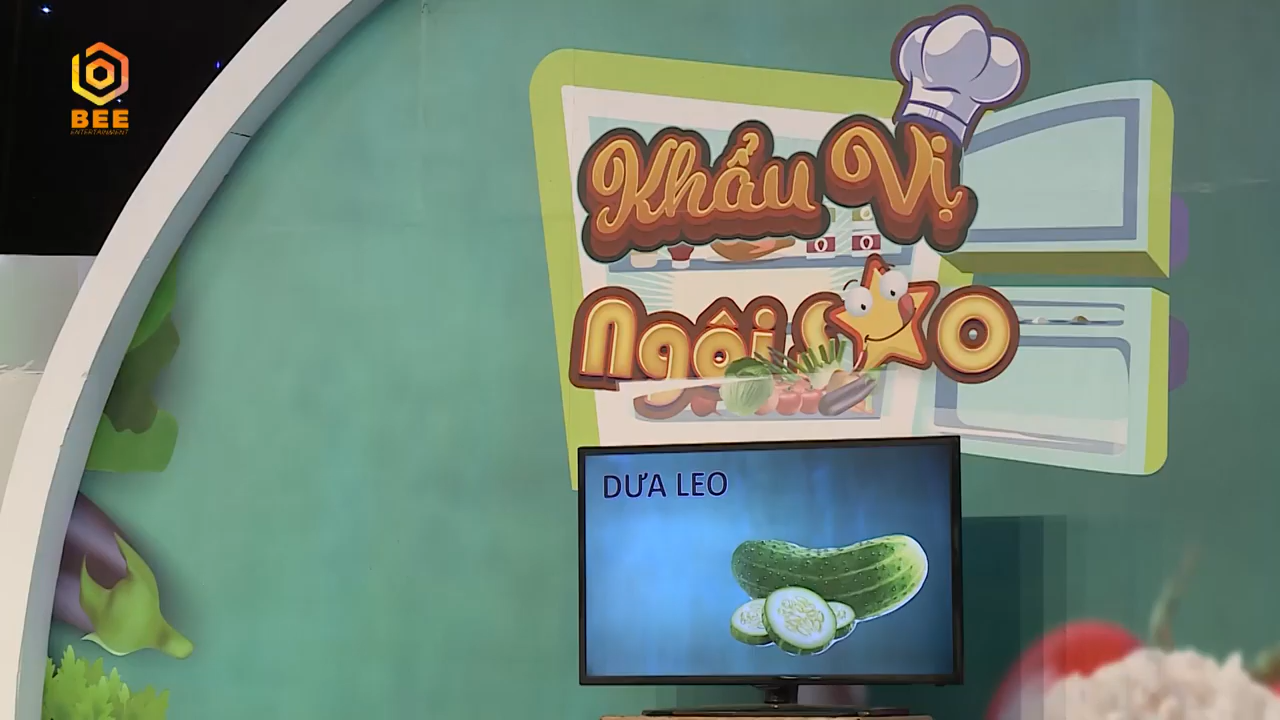 BEE
ENTERTAINMENT
Khẩu Vị
Ngôi SAO
DƯA LEO